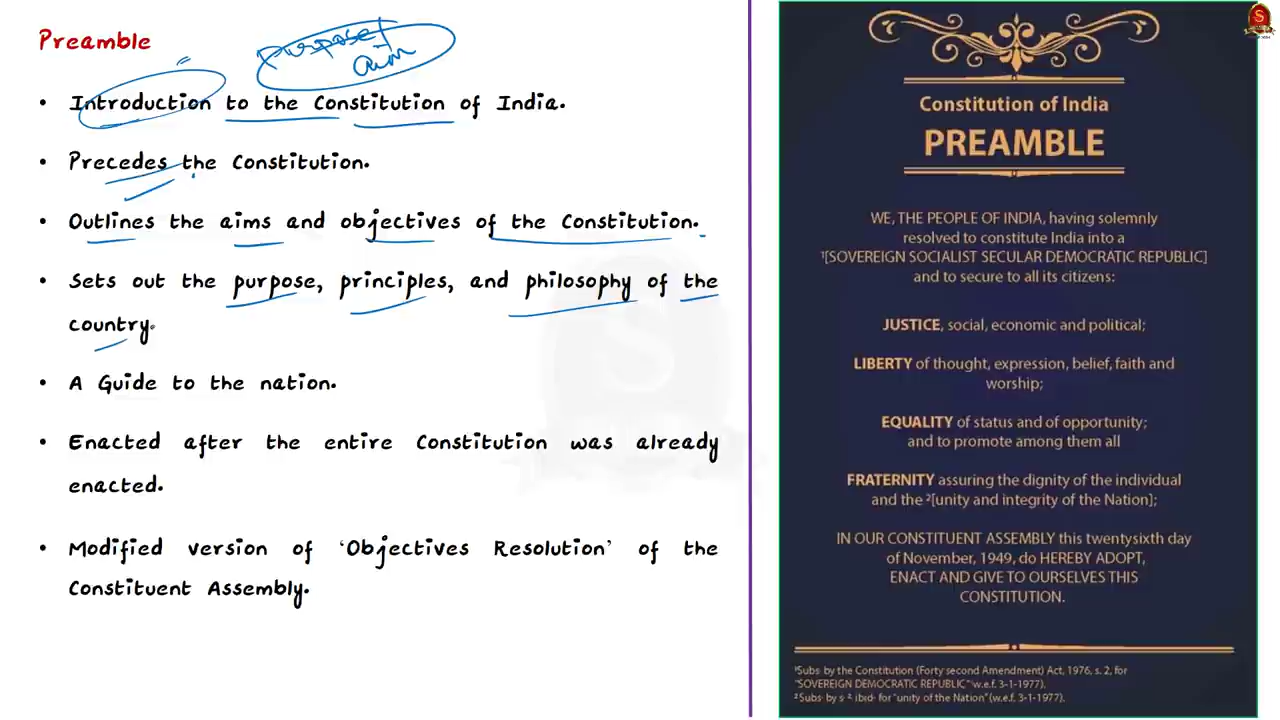 Preamble
purpose
aim
• Introduction to the Constitution of India.
• Precedes the Constitution.
• Outlines the aims and objectives of the Constitution.
• Sets out the purpose, principles, and philosophy of the
country.
• A Guide to the nation.
• Enacted after the entire Constitution was already
enacted.
• Modified version of ‘Objectives Resolution’ of the
Constituent Assembly.
Constitution of India
PREAMBLE
WE, THE PEOPLE OF INDIA, having solemnly
resolved to constitute India into a
¹[SOVEREIGN SOCIALIST SECULAR DEMOCRATIC REPUBLIC]
and to secure to all its citizens:
JUSTICE, social, economic and political;
LIBERTY of thought, expression, belief, faith and
worship;
EQUALITY of status and of opportunity;
and to promote among them all
FRATERNITY assuring the dignity of the individual
and the ²[unity and integrity of the Nation];
IN OUR CONSTITUENT ASSEMBLY this twentysixth day
of November, 1949, do HEREBY ADOPT,
ENACT AND GIVE TO OURSELVES THIS
CONSTITUTION.
¹Subs· by the Constitution (Forty second Amendment) Act, 1976, s. 2, for
"SOVEREIGN DEMOCRATIC REPUBLIC" (w.e.f. 3-1-1977).
²Subs· by s· ²· ibid· for "unity of the Nation" (w.e.f. 3-1-1977).
S